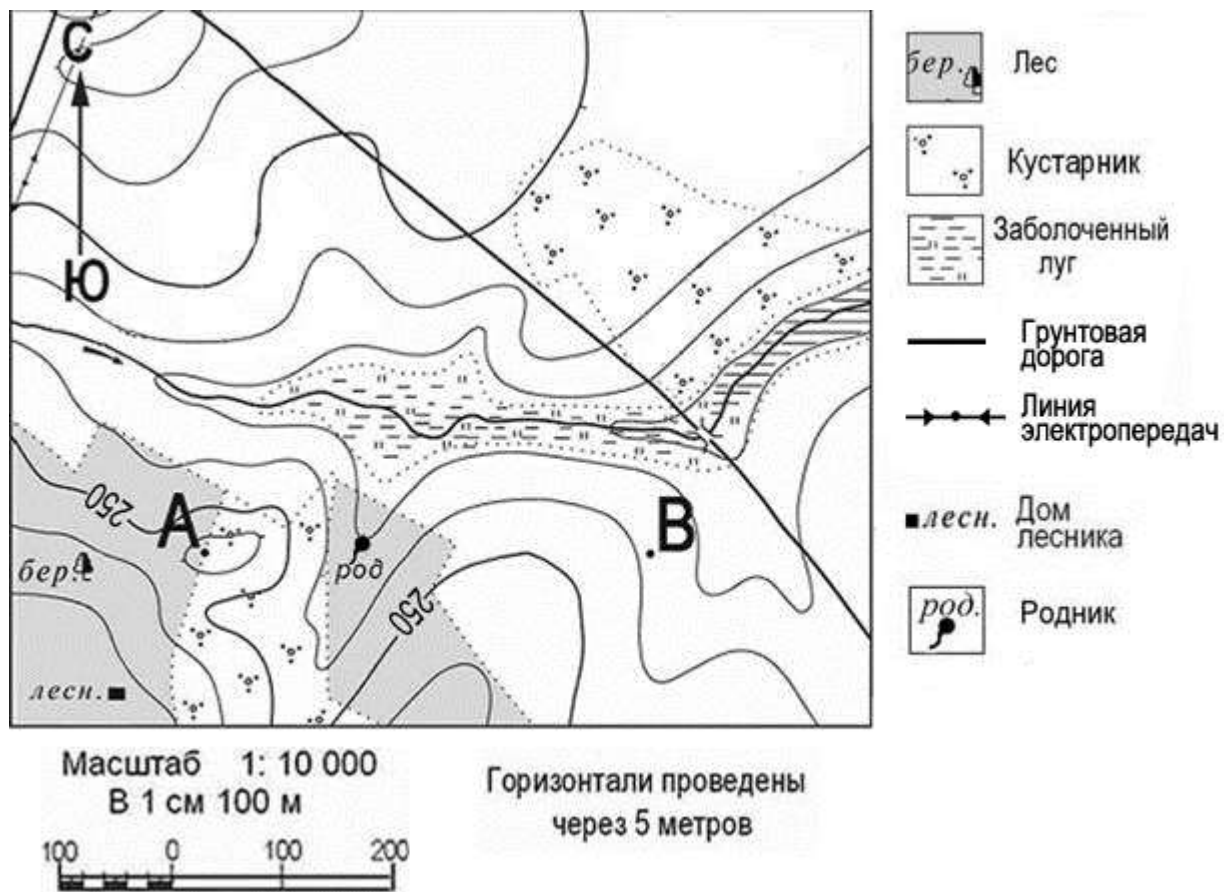 С
Ю
250
А
бер.
лесн.
род
250
В
бер.
Лес
Кустарник
Заболоченный
луг
Грунтовая
дорога
Линия
электропередач
лесн.
Дом
лесника
род.
Родник
Масштаб 1: 10 000
В 1 см 100 м
100 0 100 200
Горизонтали проведены
через 5 метров